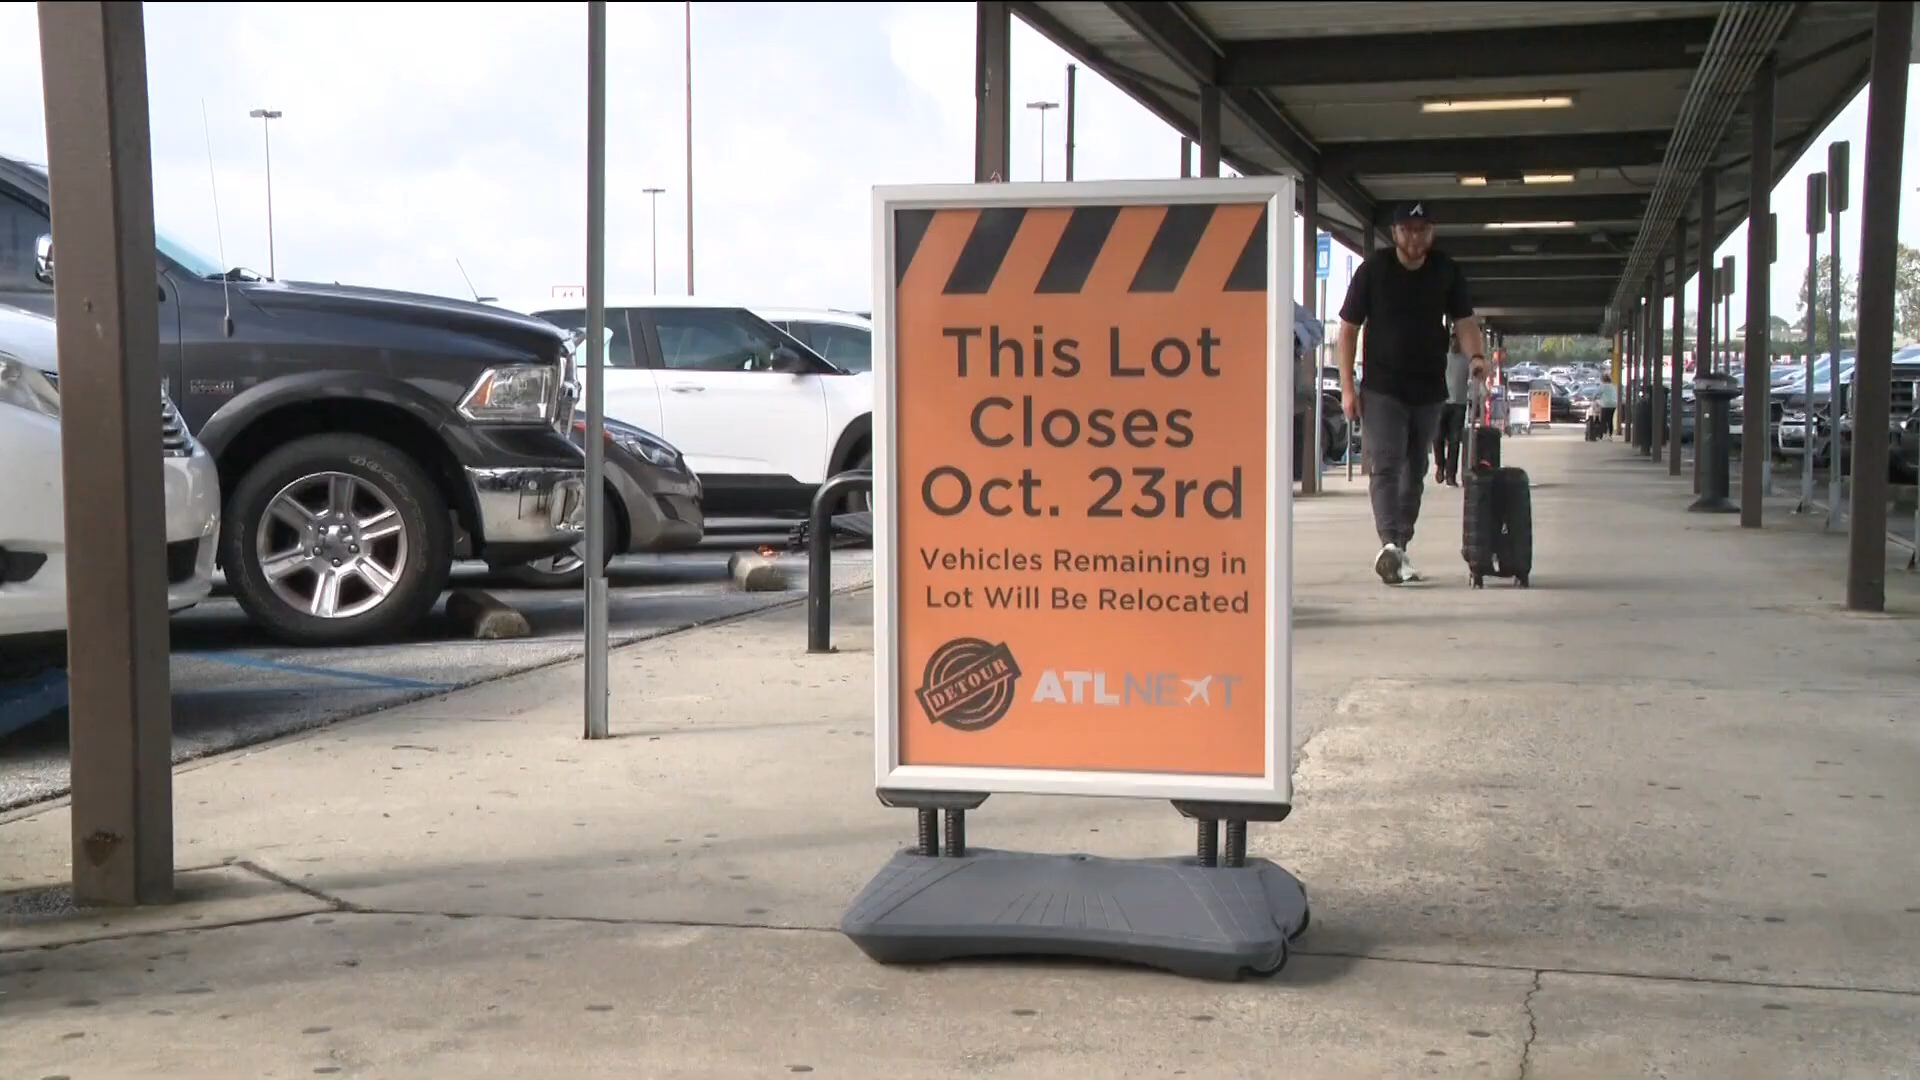 This Lot
Closes
Oct. 23rd
Vehicles Remaining in
Lot Will Be Relocated
DETOUR
ATLNEXT